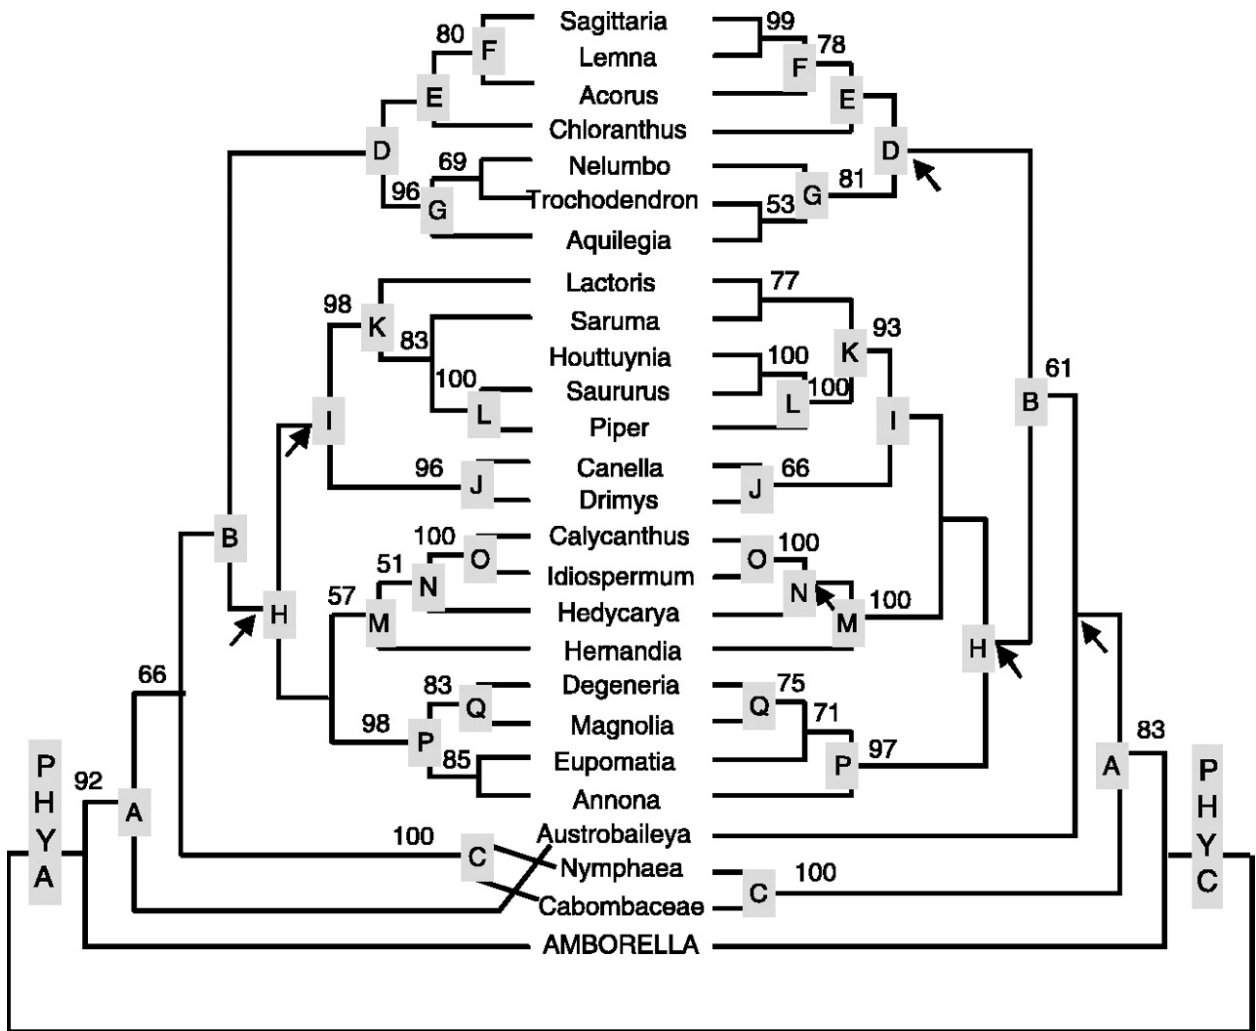 Sagittaria 99
80 F Lemna 78
F
E Acorus E
Chloranthus
D D
69 Nelumbo
96 G Trochodendron 53 G 81
Aquilegia
Lactoris 77
98 K Saruma 93
83 Houttuynia 100 K
100 L Saururus L 100
I Piper I
96 J Canella J 66
Drimys
B 61
B
100 O Calycanthus O 100
51 N Idiospermum N
57 M Hedycarya M 100
H Hernandia H
83 Q Degeneria Q 75
Magnolia 71
98 P Eupomatia P 97
85 Annona
66
92 A A 83
Austrobaileya
100 C Nymphaea C 100
Cabombaceae
AMBORELLA
P
H
Y
A
P
H
Y
C